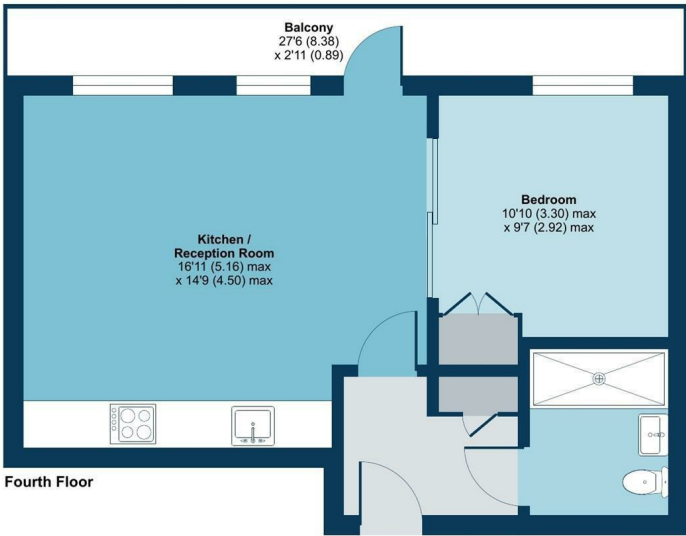 Balcony
27'6 (8.38)
x 2'11 (0.89)
Kitchen /
Reception Room
16'11 (5.16) max
x 14'9 (4.50) max
Bedroom
10'10 (3.30) max
x 9'7 (2.92) max
Fourth Floor